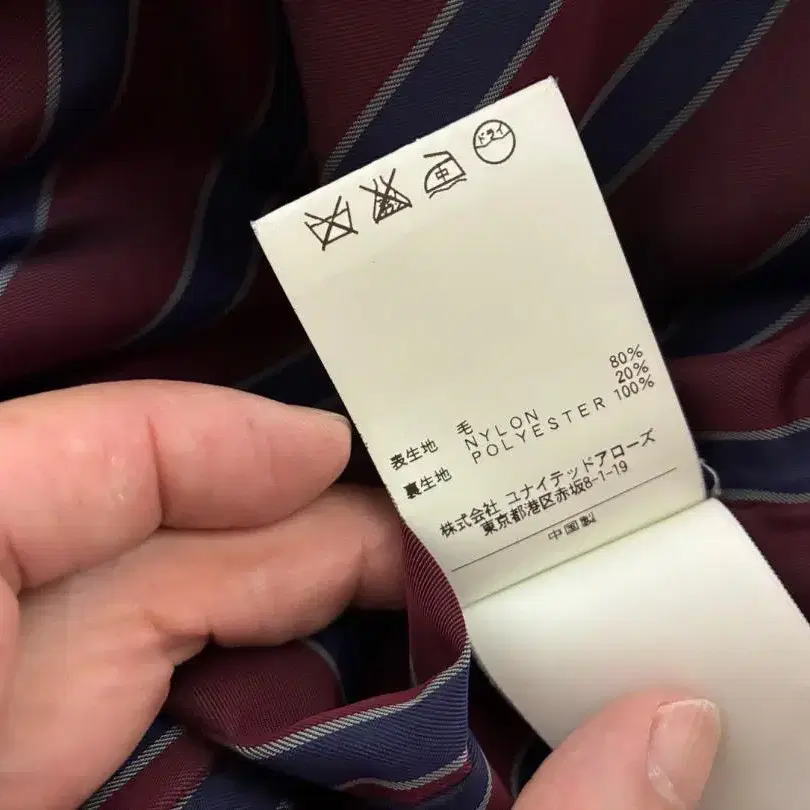 ドライ
中
表生地 毛 80%
NYLON 20%
裏生地 POLYESTER 100%
株式会社 ユナイテッドアローズ
東京都港区赤坂8-1-19
中国製